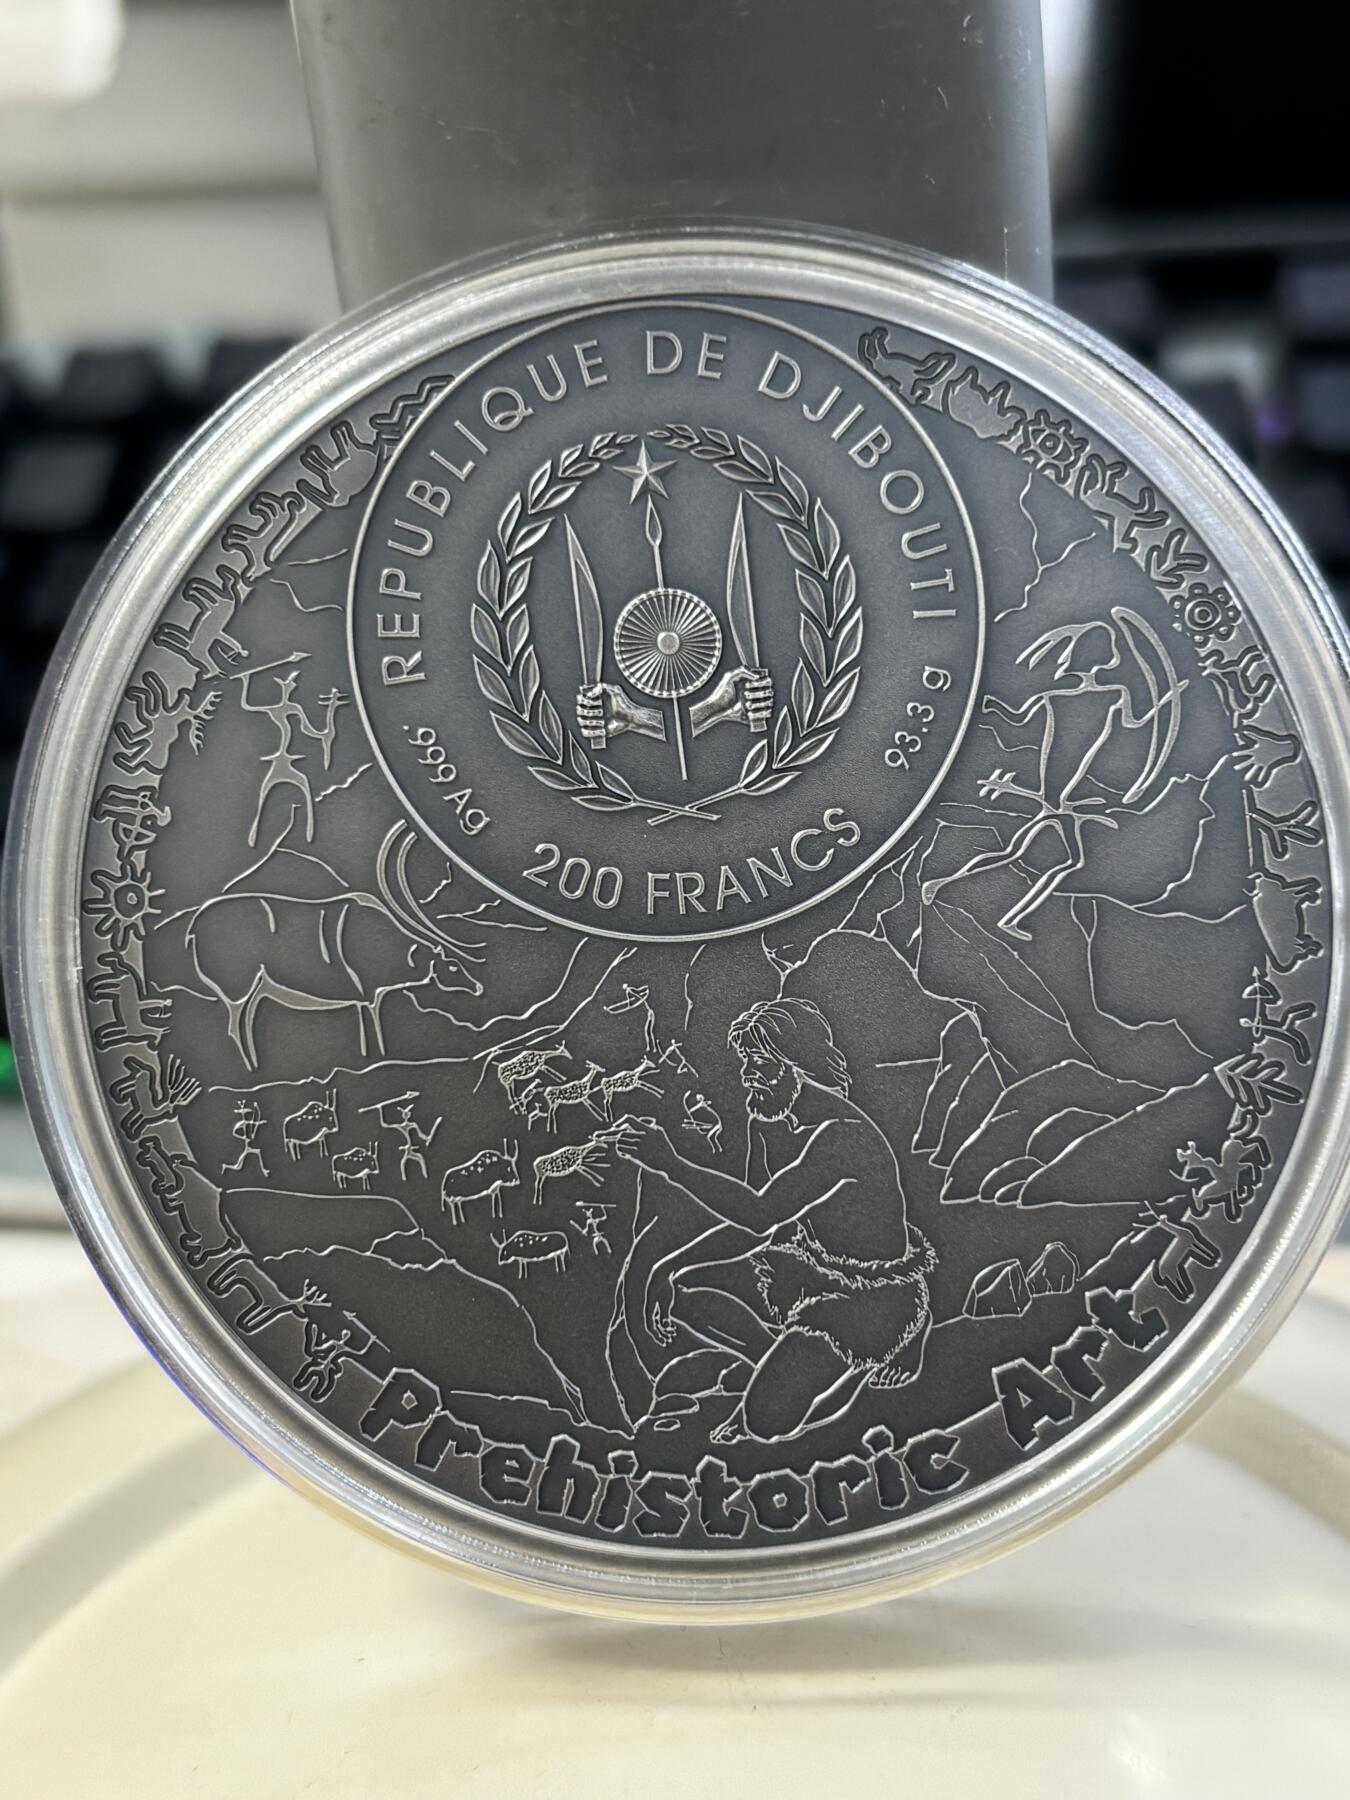 REPUBLIQUE DE DJIBOUTI
.999 Ag
93.3 g
200 FRANCS
Prehistoric Art